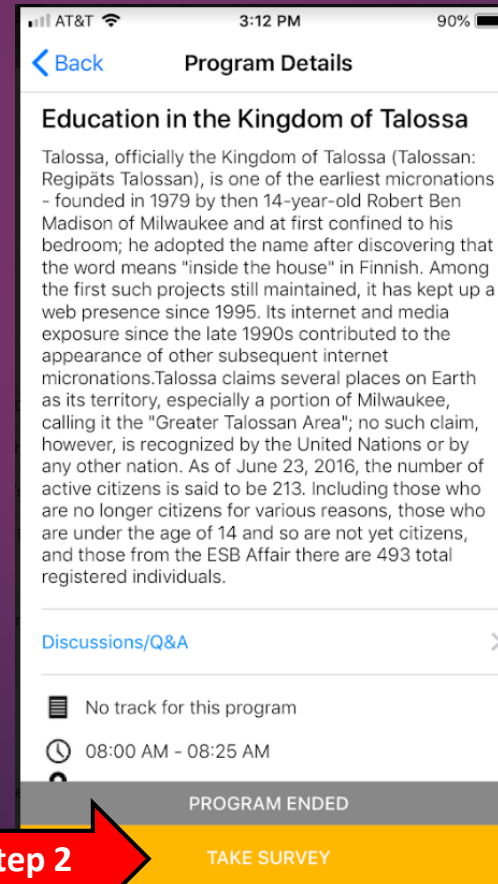 AT&T 3:12 PM 90%
Back Program Details
Education in the Kingdom of Talossa
Talossa, officially the Kingdom of Talossa (Talossan:
Regipäts Talossan), is one of the earliest micronations
- founded in 1979 by then 14-year-old Robert Ben
Madison of Milwaukee and at first confined to his
bedroom; he adopted the name after discovering that
the word means "inside the house" in Finnish. Among
the first such projects still maintained, it has kept up a
web presence since 1995. Its internet and media
exposure since the late 1990s contributed to the
appearance of other subsequent internet
micronations.Talossa claims several places on Earth
as its territory, especially a portion of Milwaukee,
calling it the "Greater Talossan Area"; no such claim,
however, is recognized by the United Nations or by
any other nation. As of June 23, 2016, the number of
active citizens is said to be 213. Including those who
are no longer citizens for various reasons, those who
are under the age of 14 and so are not yet citizens,
and those from the ESB Affair there are 493 total
registered individuals.
Discussions/Q&A
No track for this program
08:00 AM - 08:25 AM
PROGRAM ENDED
tep 2 TAKE SURVEY